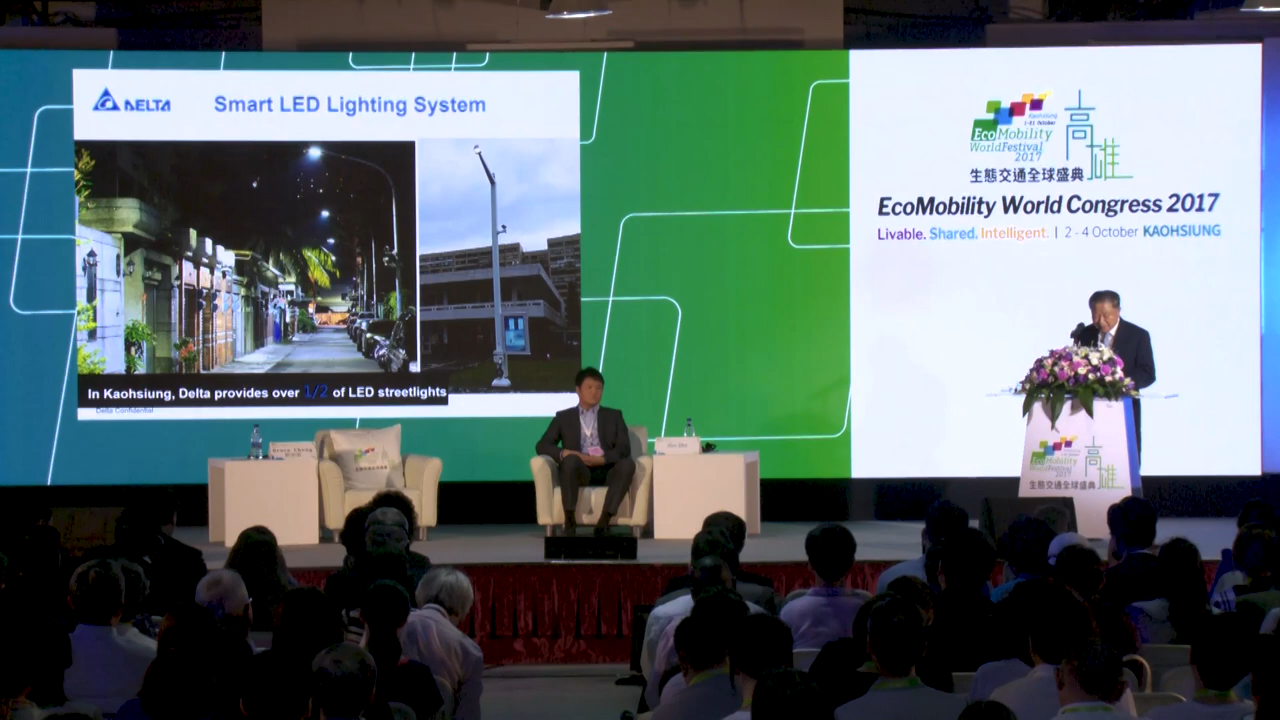 DELTA
Smart LED Lighting System
In Kaohsiung, Delta provides over 1/2 of LED streetlights
Delta Confidential
Kaohsiung
1-31 October
EcoMobility
WorldFestival
2017
高雄
生態交通全球盛典
EcoMobility World Congress 2017
Livable. Shared. Intelligent. | 2 - 4 October KAOHSIUNG
EcoMobility
WorldFestival
2017
高雄
生態交通全球盛典